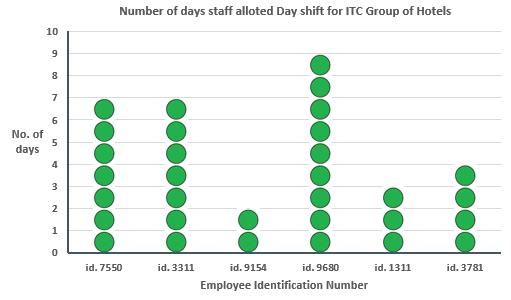 Number of days staff alloted Day shift for ITC Group of Hotels
10
9
8
7
6
5
4
3
2
1
0
No. of
days
id. 7550 id. 3311 id. 9154 id. 9680 id. 1311 id. 3781
Employee Identification Number